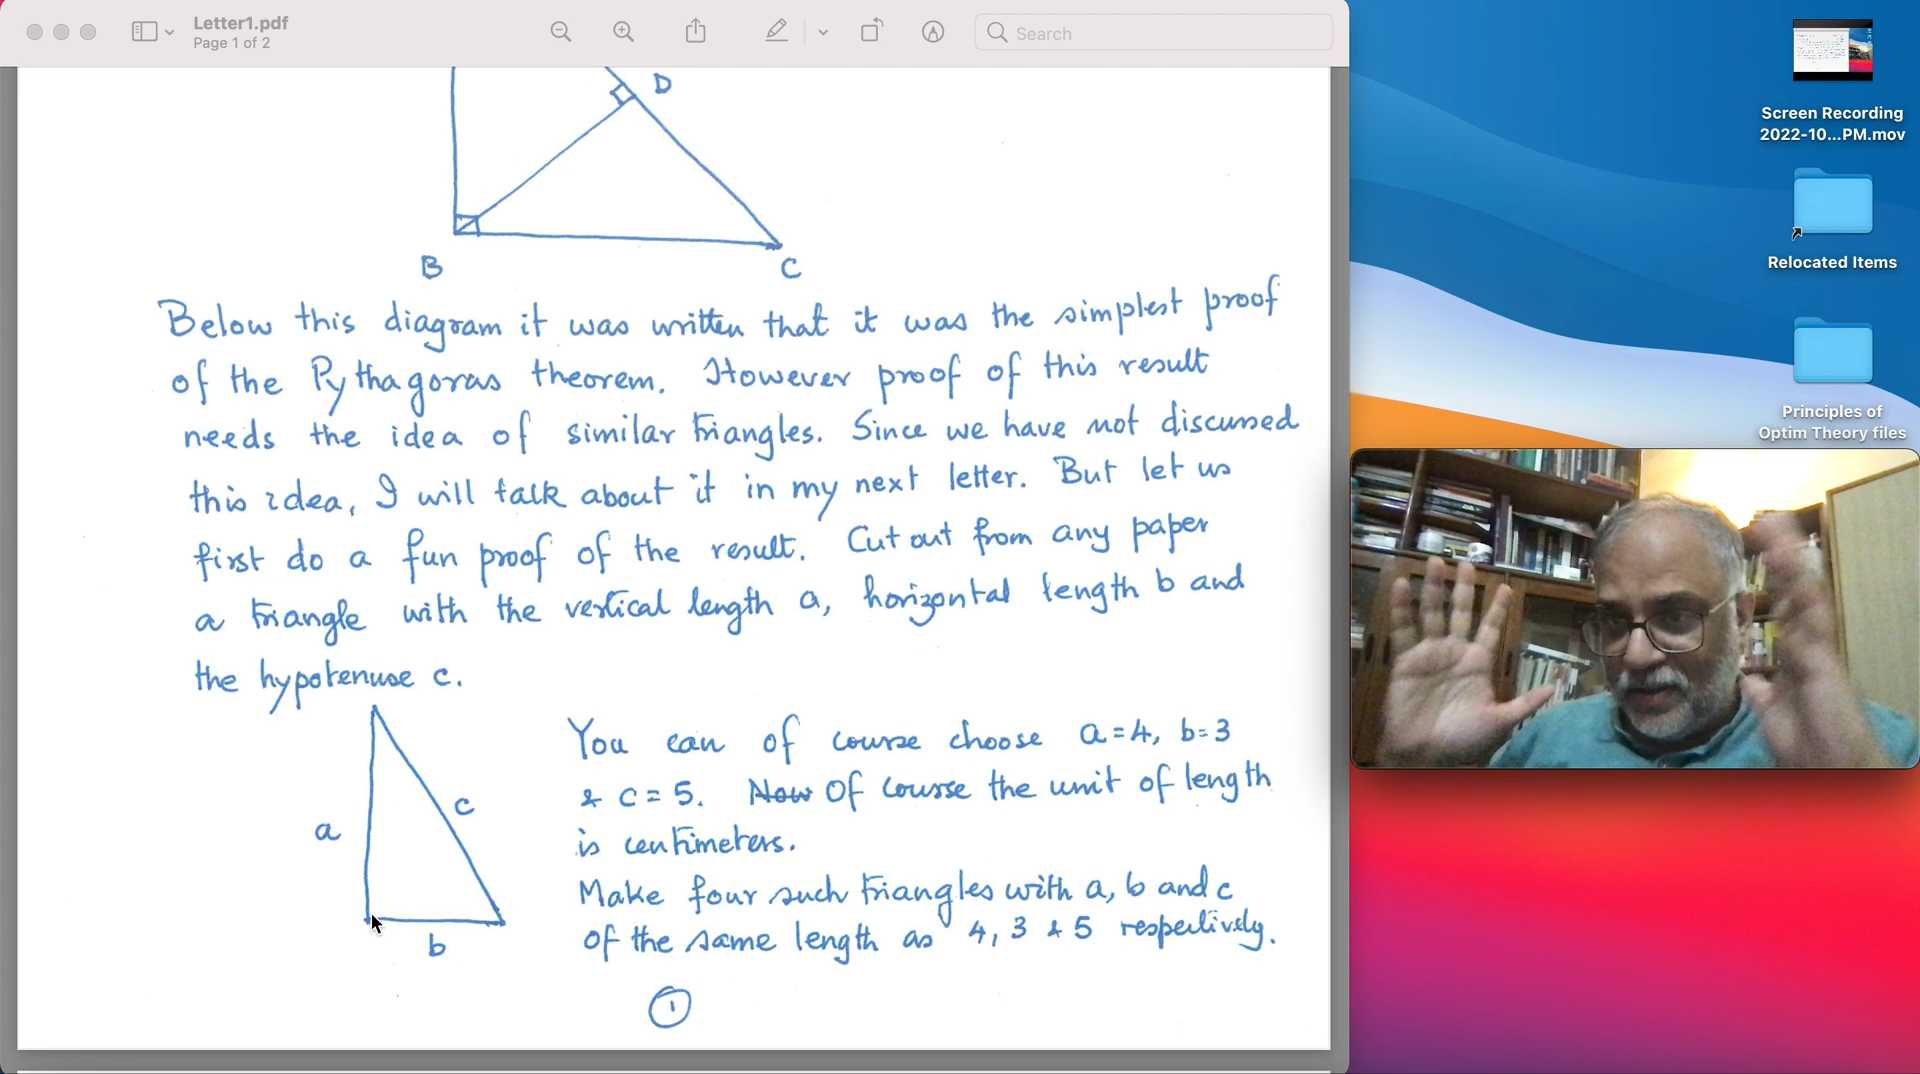 Letter1.pdf
Page 1 of 2
Search
D
B
C
Below this diagram it was written that it was the simplest proof
of the Pythagoras theorem. However proof of this result
needs the idea of similar triangles. Since we have not discussed
this idea, I will talk about it in my next letter. But let us
first do a fun proof of the result. Cut out from any paper
a triangle with the vertical length a, horizontal length b and
the hypotenuse c.
a
c
b
You can of course choose a=4, b=3
& c=5. Now Of course the unit of length
is centimeters.
Make four such triangles with a, b and c
of the same length as 4, 3 & 5 respectively.
1
Screen Recording
2022-10...PM.mov
Relocated Items
Principles of
Optim Theory files